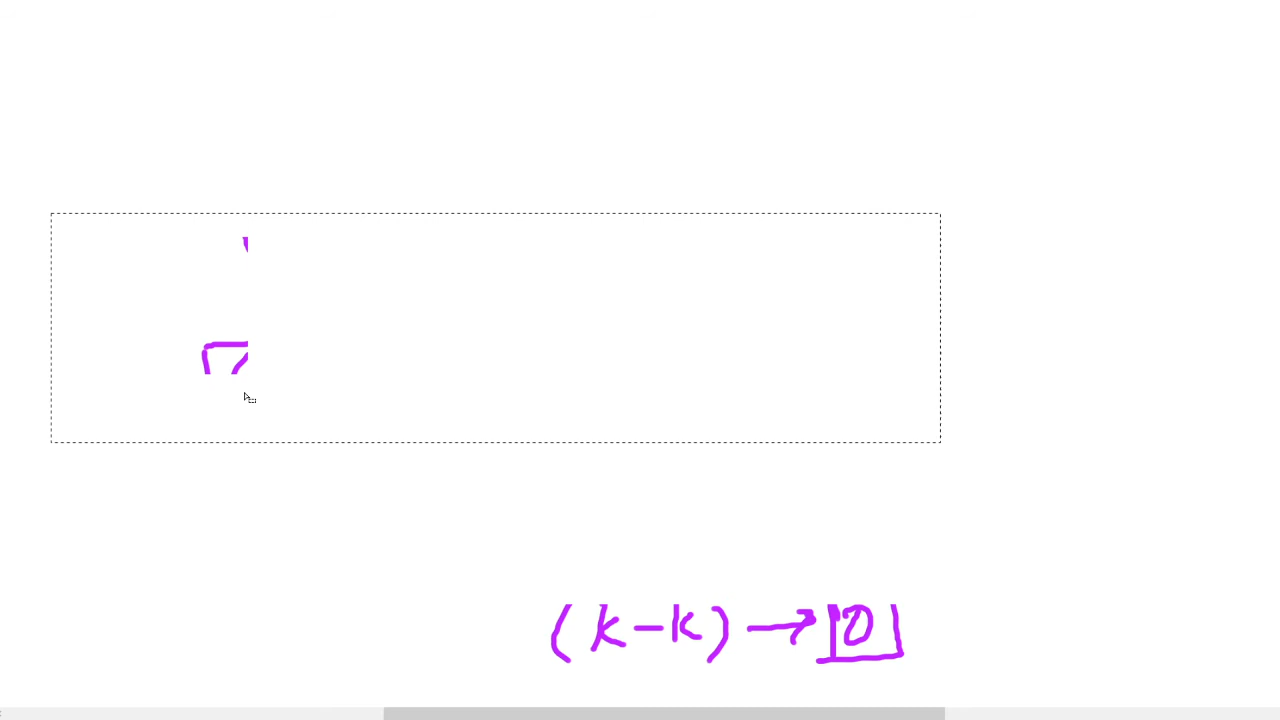 (k-k) → 0